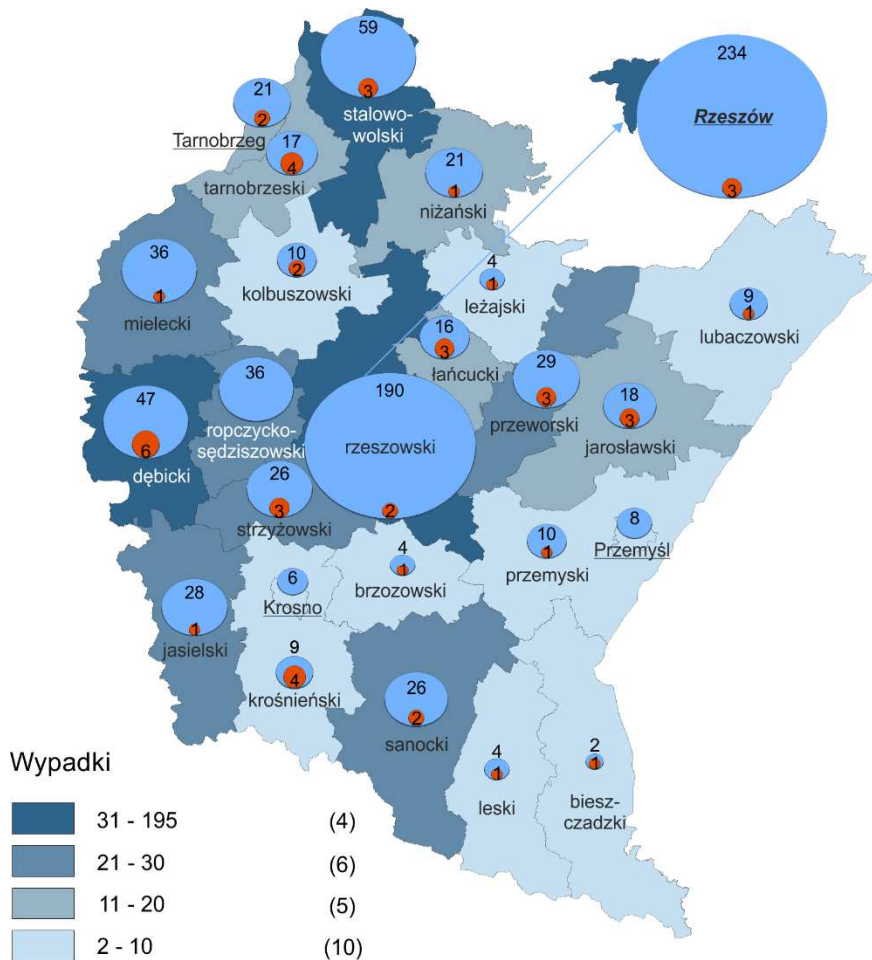 59
3
stalowo-
wolski
234
Rzeszów
3
21
2
Tarnobrzeg
17
4
tarnobrzeski
21
1
niżański
36
1
mielecki
10
2
kolbuszowski
4
1
leżajski
9
1
lubaczowski
16
3
łańcucki
29
3
przeworski
18
3
jarosławski
47
6
dębicki
36
ropczycko-
sędziszowski
190
rzeszowski
2
26
3
strzyżowski
10
1
przemyski
8
Przemyśl
4
1
brzozowski
6
Krosno
28
1
jasielski
9
4
krośnieński
26
2
sanocki
4
1
leski
2
1
biesz-
czadzki
Wypadki
31 - 195 (4)
21 - 30 (6)
11 - 20 (5)
2 - 10 (10)